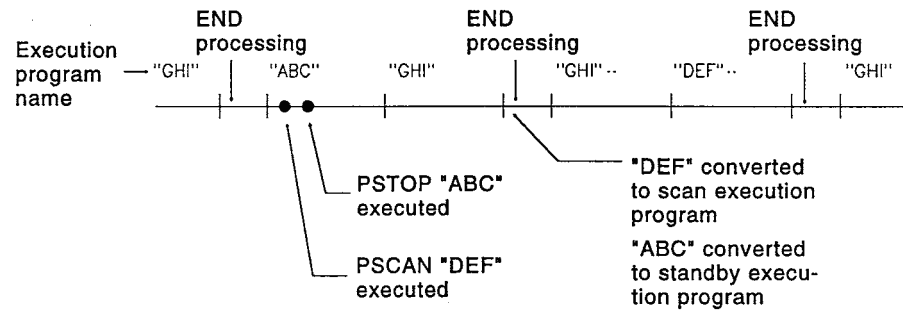 END
processing
END
processing
END
processing
Execution
program
name
"GHI"
"ABC"
"GHI"
"GHI"--
"DEF"--
"GHI"
PSTOP "ABC"
executed
PSCAN "DEF"
executed
"DEF" converted
to scan execution
program
"ABC" converted
to standby execu-
tion program